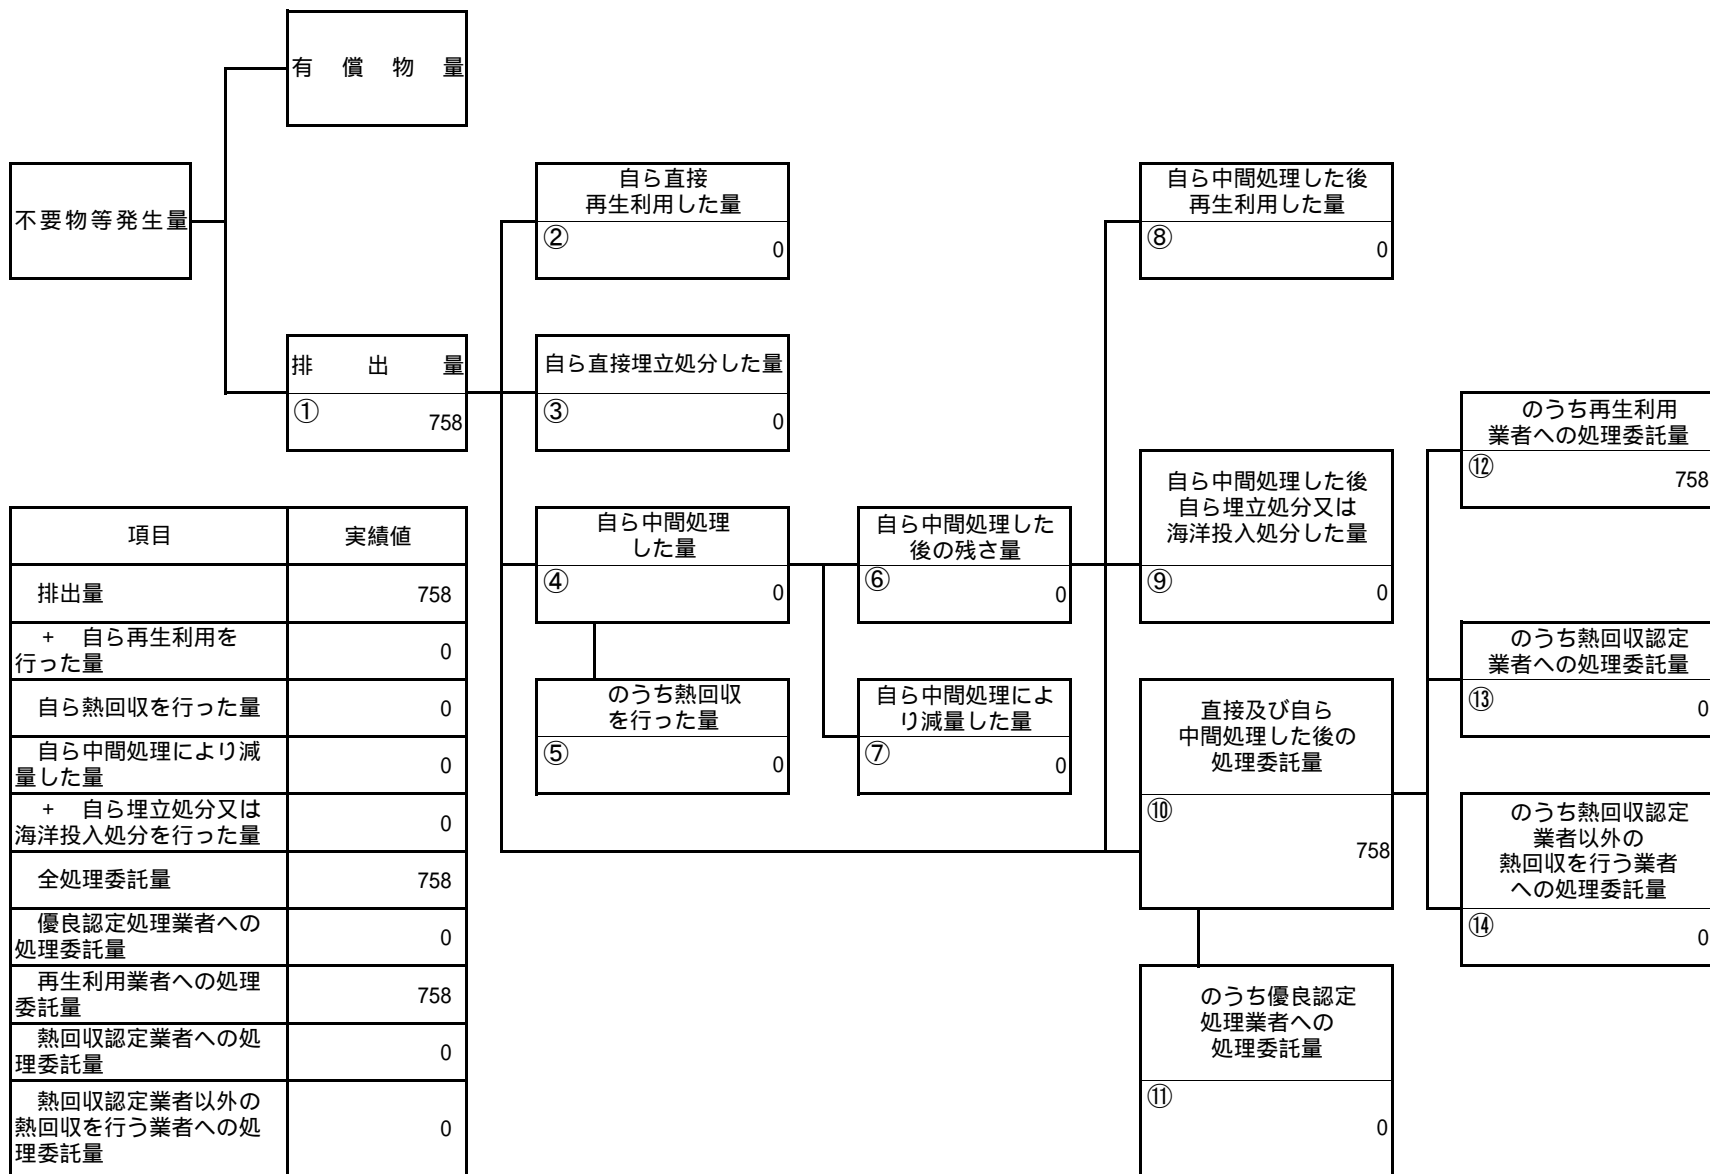 有償物量
不要物等発生量
排出量
①
758
自ら直接
再生利用した量
②
0
自ら直接埋立処分した量
③
0
自ら中間処理
した量
④
0
のうち熱回収
を行った量
⑤
0
自ら中間処理した
後の残さ量
⑥
0
自ら中間処理によ
り減量した量
⑦
0
自ら中間処理した後
再生利用した量
⑧
0
自ら中間処理した後
自ら埋立処分又は
海洋投入処分した量
⑨
0
直接及び自ら
中間処理した後の
処理委託量
⑩
758
のうち優良認定
処理業者への
処理委託量
⑪
0
のうち再生利用
業者への処理委託量
⑫
758
のうち熱回収認定
業者への処理委託量
⑬
0
のうち熱回収認定
業者以外の
熱回収を行う業者
への処理委託量
⑭
0
項目 実績値
排出量 758
+ 自ら再生利用を
行った量 0
自ら熱回収を行った量 0
自ら中間処理により減
量した量 0
+ 自ら埋立処分又は
海洋投入処分を行った量 0
全処理委託量 758
優良認定処理業者への
処理委託量 0
再生利用業者への処理
委託量 758
熱回収認定業者への処
理委託量 0
熱回収認定業者以外の
熱回収を行う業者への処
理委託量 0